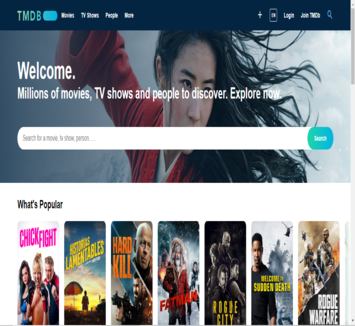 TMDB Movies TV Shows People More + EN Login Join TMDb
Welcome.
Millions of movies, TV shows and people to discover. Explore now.
Search for a movie, tv show, person . . .
Search
What's Popular
CHICK FIGHT
HISTORIAS LAMENTABLES
HARD KILL
FATMAN
ROGUE CITY
WELCOME TO SUDDEN DEATH
ROGUE WARFARE